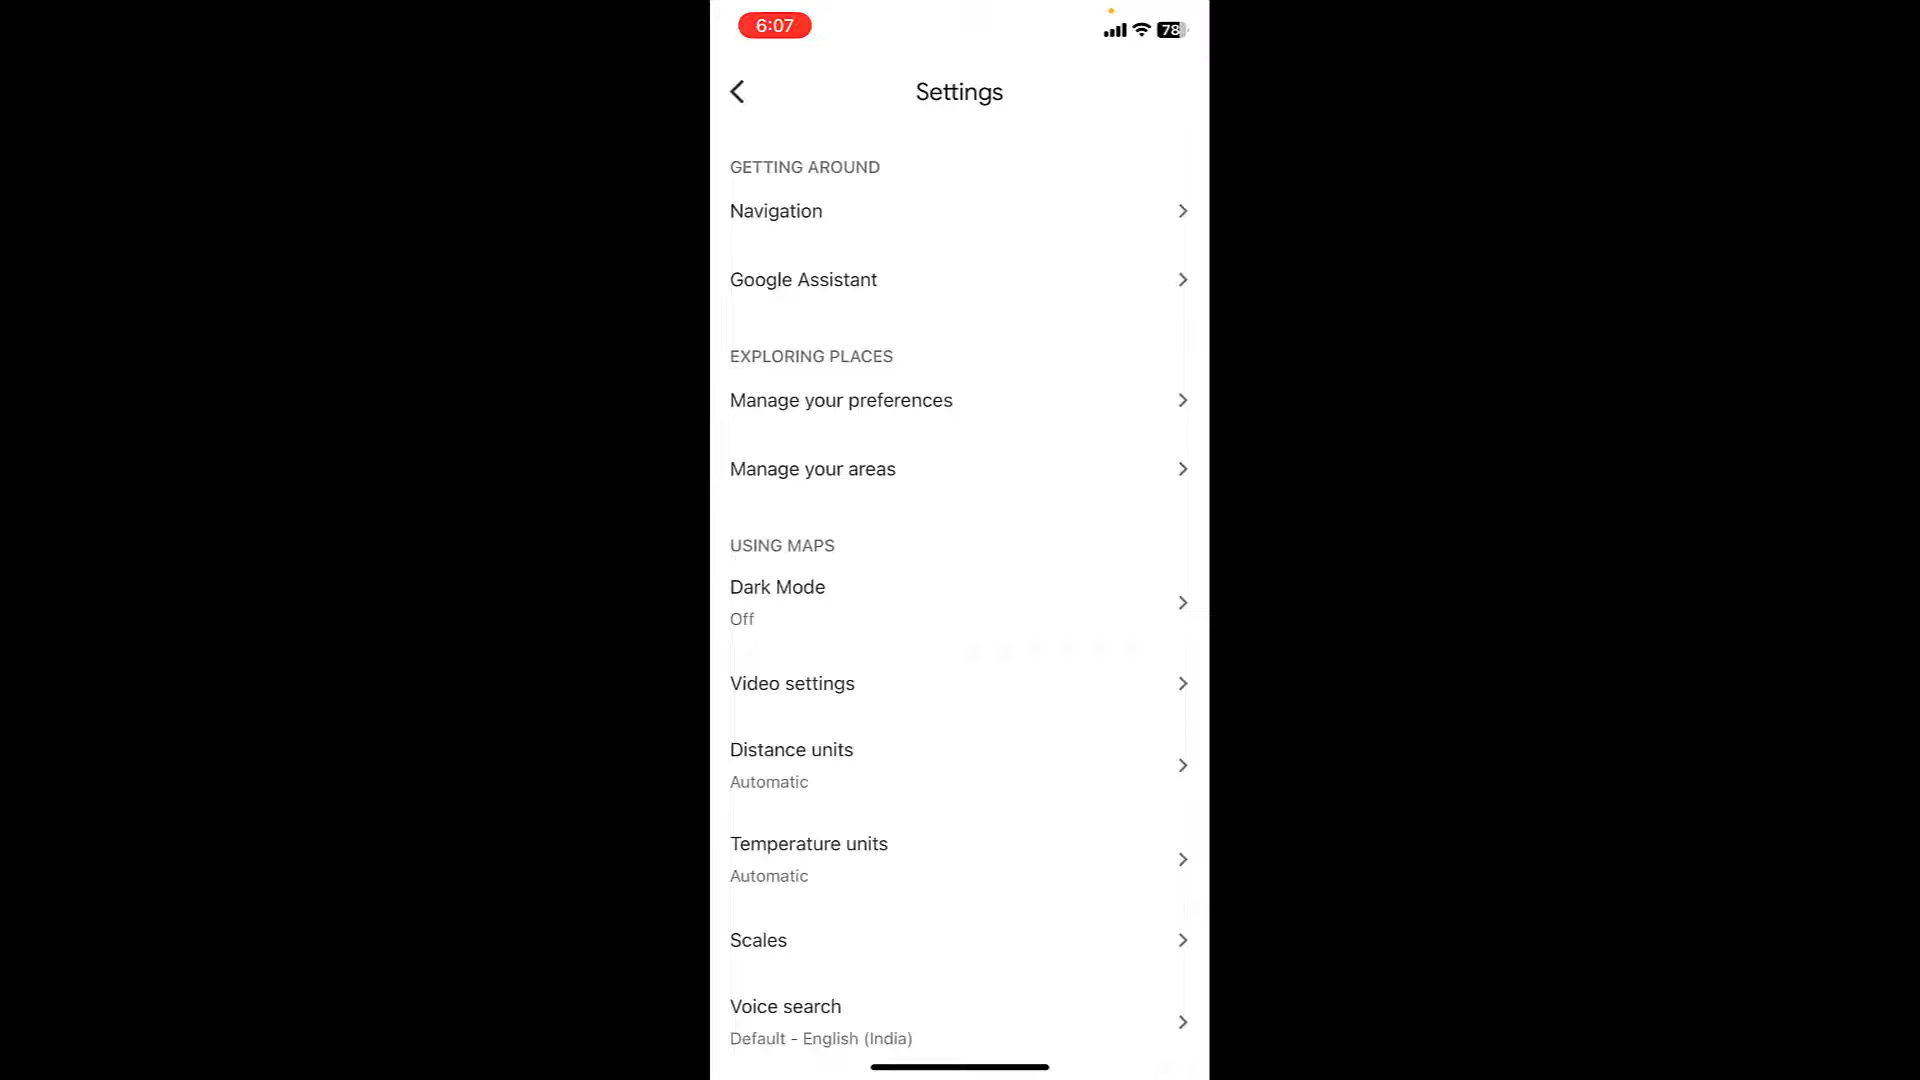 6:07
78
Settings
GETTING AROUND
Navigation
Google Assistant
EXPLORING PLACES
Manage your preferences
Manage your areas
USING MAPS
Dark Mode
Off
Video settings
Distance units
Automatic
Temperature units
Automatic
Scales
Voice search
Default - English (India)